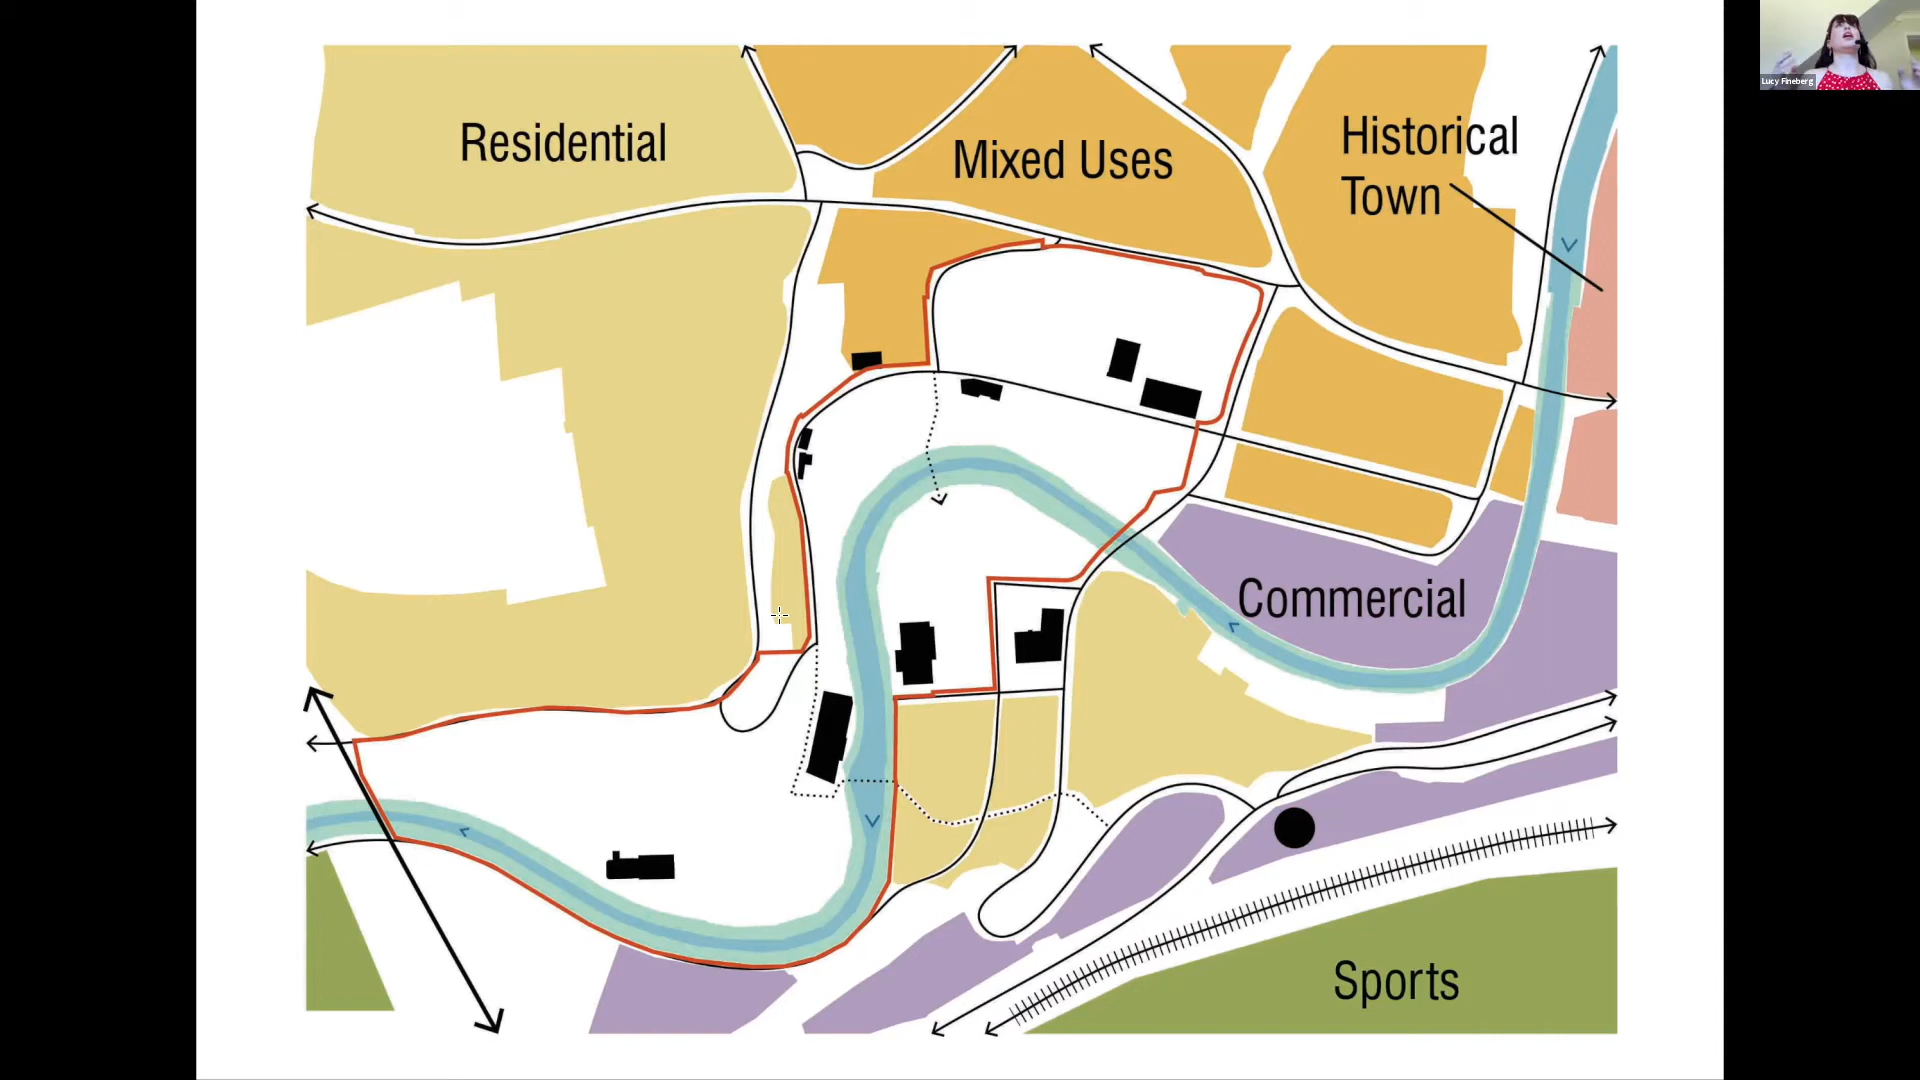 Lucy Fineberg
Residential
Mixed Uses
Historical
Town
Commercial
Sports